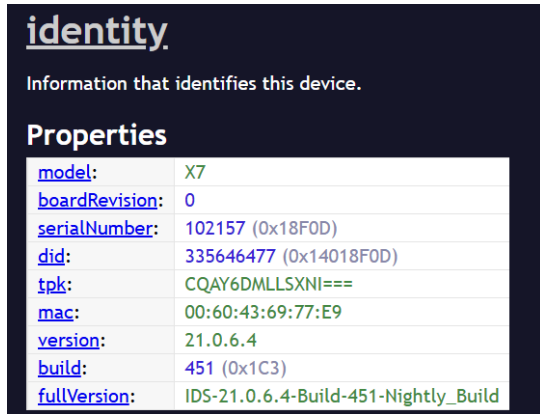 identity
Information that identifies this device.
Properties
model: X7
boardRevision: 0
serialNumber: 102157 (0x18F0D)
did: 335646477 (0x14018F0D)
tpk: CQAY6DMLLSXNI===
mac: 00:60:43:69:77:E9
version: 21.0.6.4
build: 451 (0x1C3)
fullVersion: IDS-21.0.6.4-Build-451-Nightly_Build